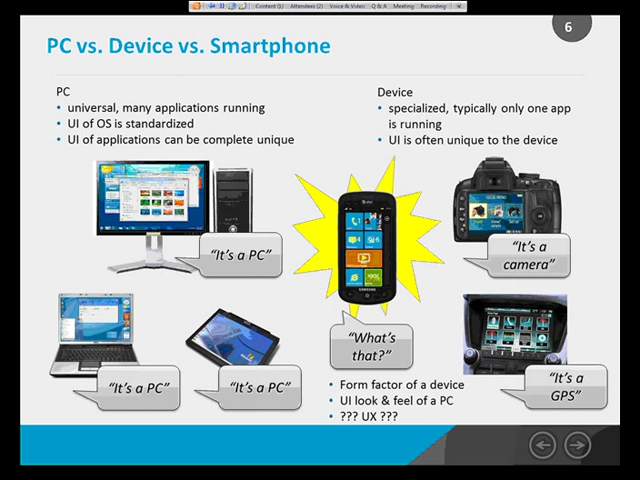 Content (1) Attendees (2) Voice & Video Q & A Meeting Recording
6
PC vs. Device vs. Smartphone
PC
• universal, many applications running
• UI of OS is standardized
• UI of applications can be complete unique
Device
• specialized, typically only one app
is running
• UI is often unique to the device
at&t
SAMSUNG
"It's a PC"
"It's a
camera"
"What's
that?"
"It's a PC"
"It's a PC"
"It's a
GPS"
• Form factor of a device
• UI look & feel of a PC
• ??? UX ???